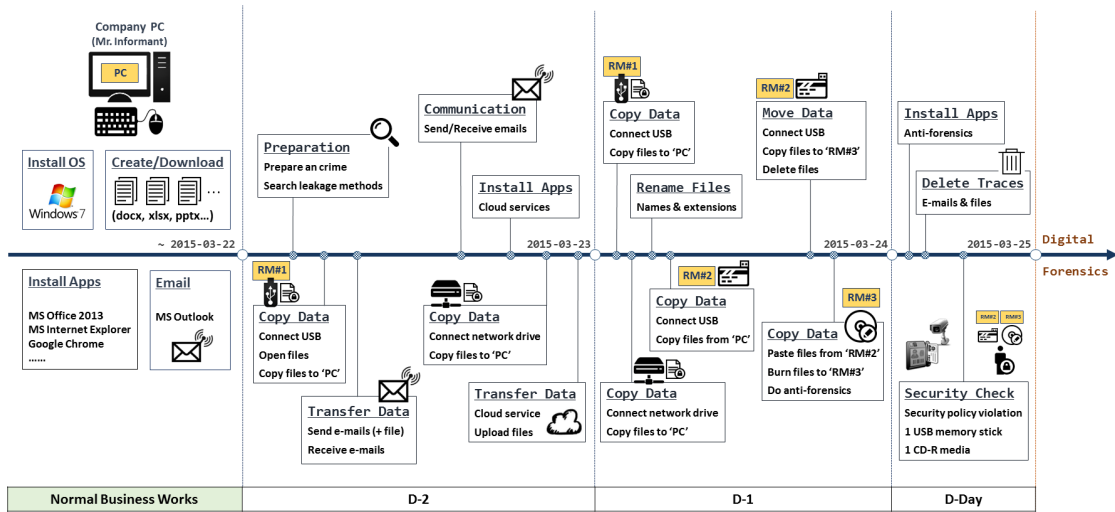 Company PC
(Mr. Informant)
PC
Install OS
Windows 7
Create/Download
...
(docx, xlsx, pptx...)
Preparation
Prepare an crime
Search leakage methods
Communication
Send/Receive emails
Install Apps
Cloud services
RM#1
Copy Data
Connect USB
Copy files to 'PC'
Rename Files
Names & extensions
RM#2
Move Data
Connect USB
Copy files to 'RM#3'
Delete files
Install Apps
Anti-forensics
Delete Traces
E-mails & files
~ 2015-03-22
2015-03-23
2015-03-24
2015-03-25
Digital
Forensics
Install Apps
MS Office 2013
MS Internet Explorer
Google Chrome
......
Email
MS Outlook
RM#1
Copy Data
Connect USB
Open files
Copy files to 'PC'
Transfer Data
Send e-mails (+ file)
Receive e-mails
Copy Data
Connect network drive
Copy files to 'PC'
Transfer Data
Cloud service
Upload files
Copy Data
Connect network drive
Copy files to 'PC'
RM#2
Copy Data
Connect USB
Copy files from 'PC'
RM#3
Copy Data
Paste files from 'RM#2'
Burn files to 'RM#3'
Do anti-forensics
RM#2
RM#3
Security Check
Security policy violation
1 USB memory stick
1 CD-R media
Normal Business Works
D-2
D-1
D-Day